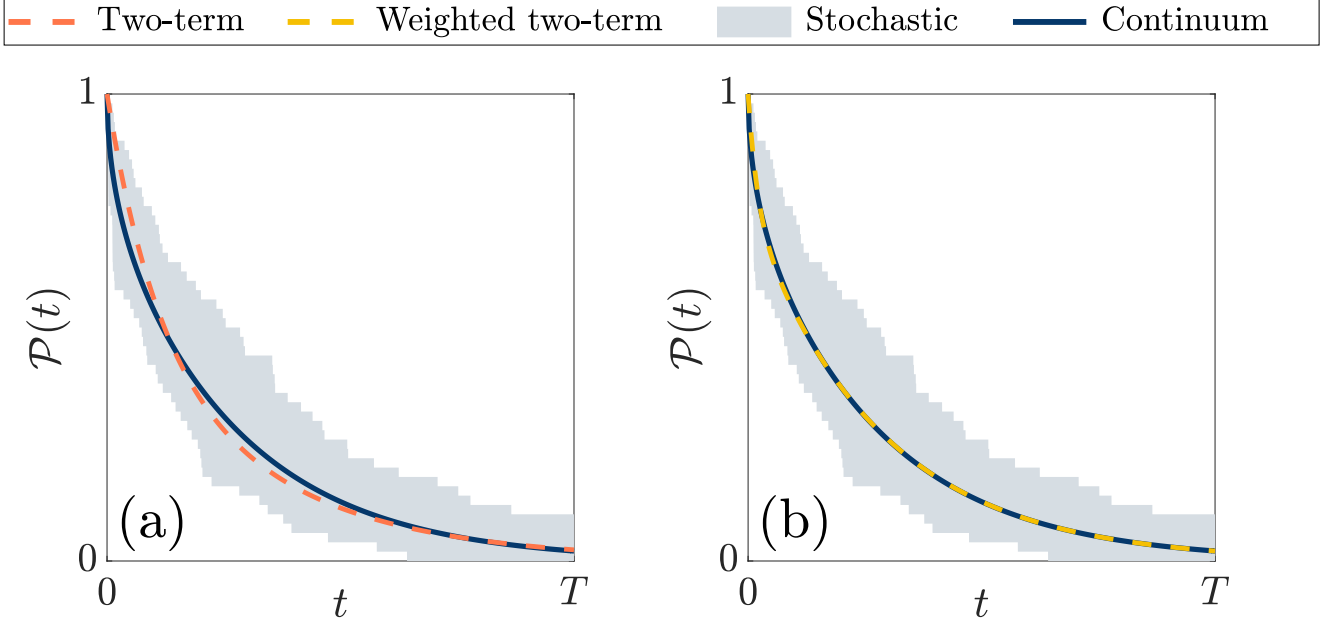 Two-term Weighted two-term Stochastic Continuum
1 1
𝒫(t) 𝒫(t)
(a) (b)
0 0
0 T 0 T
t t